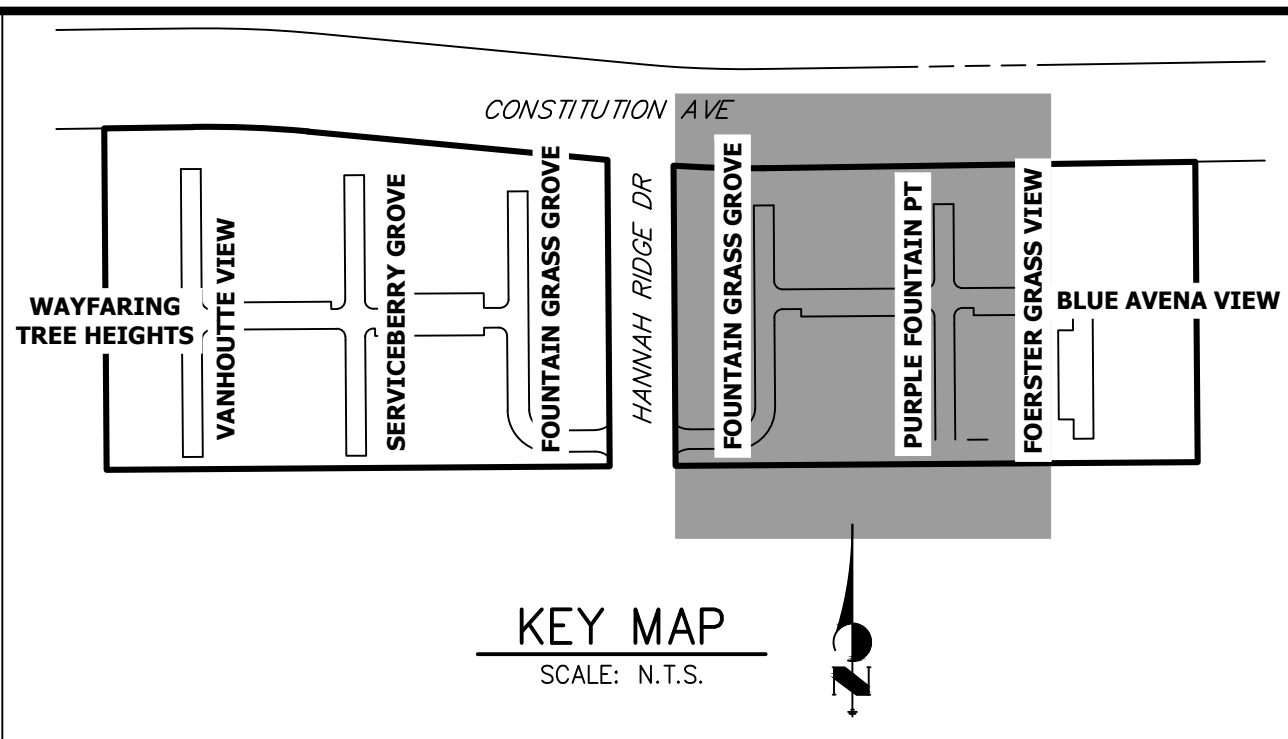 CONSTITUTION AVE
WAYFARING
TREE HEIGHTS
VANHOUTTE VIEW
SERVICEBERRY GROVE
FOUNTAIN GRASS GROVE
HANNAH RIDGE DR
FOUNTAIN GRASS GROVE
PURPLE FOUNTAIN PT
FOERSTER GRASS VIEW
BLUE AVENA VIEW
KEY MAP
SCALE: N.T.S.
N